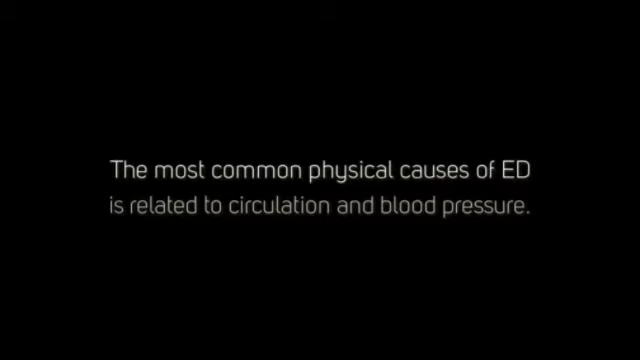 The most common physical causes of ED
is related to circulation and blood pressure.